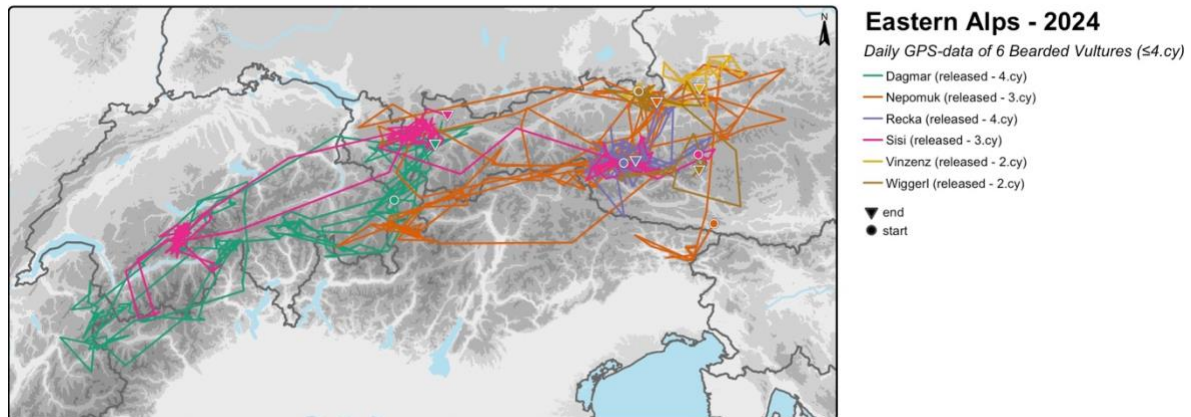 N
Eastern Alps - 2024
Daily GPS-data of 6 Bearded Vultures (≤4.cy)
Dagmar (released - 4.cy)
Nepomuk (released - 3.cy)
Recka (released - 4.cy)
Sisi (released - 3.cy)
Vinzenz (released - 2.cy)
Wiggerl (released - 2.cy)
end
start